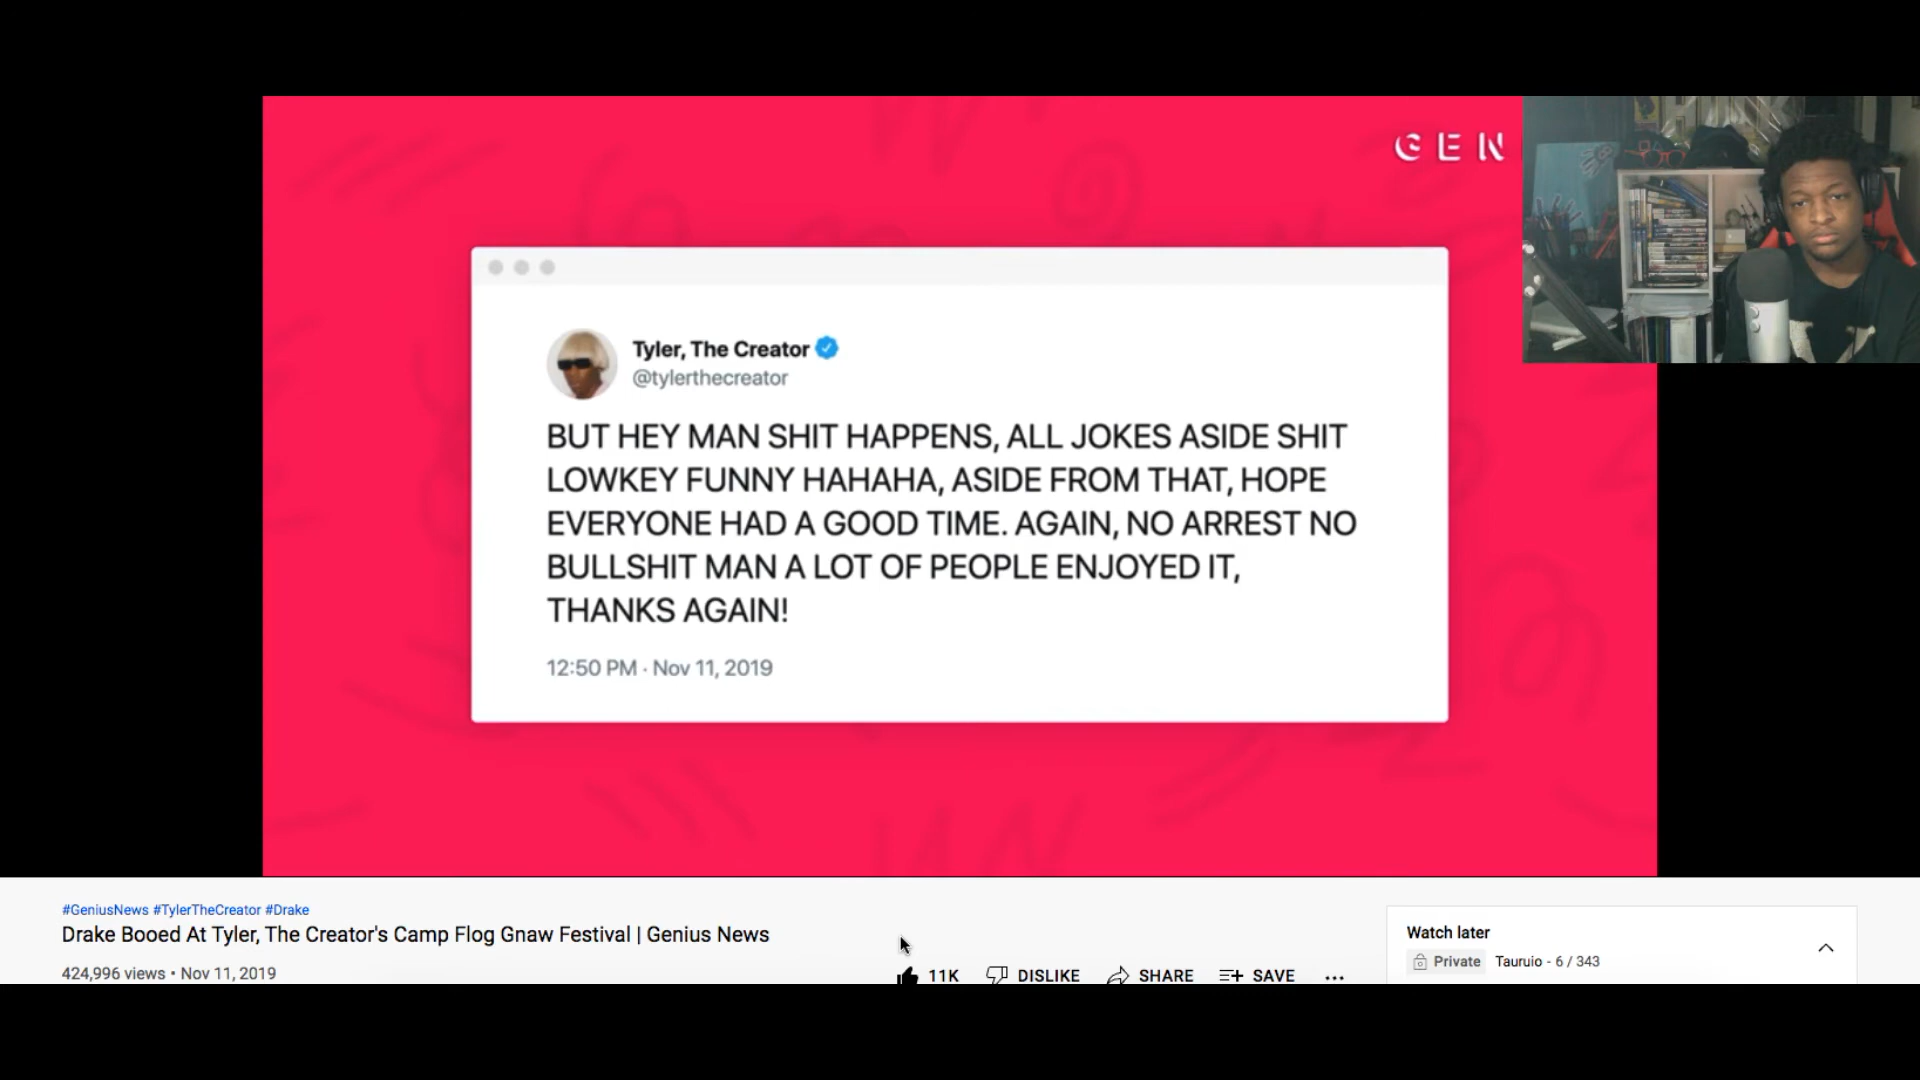 GEN
Tyler, The Creator
@tylerthecreator
BUT HEY MAN SHIT HAPPENS, ALL JOKES ASIDE SHIT
LOWKEY FUNNY HAHAHA, ASIDE FROM THAT, HOPE
EVERYONE HAD A GOOD TIME. AGAIN, NO ARREST NO
BULLSHIT MAN A LOT OF PEOPLE ENJOYED IT,
THANKS AGAIN!
12:50 PM · Nov 11, 2019
#GeniusNews #TylerTheCreator #Drake
Drake Booed At Tyler, The Creator's Camp Flog Gnaw Festival | Genius News
424,996 views • Nov 11, 2019
11K DISLIKE SHARE SAVE ...
Watch later
Private Tauruio - 6 / 343